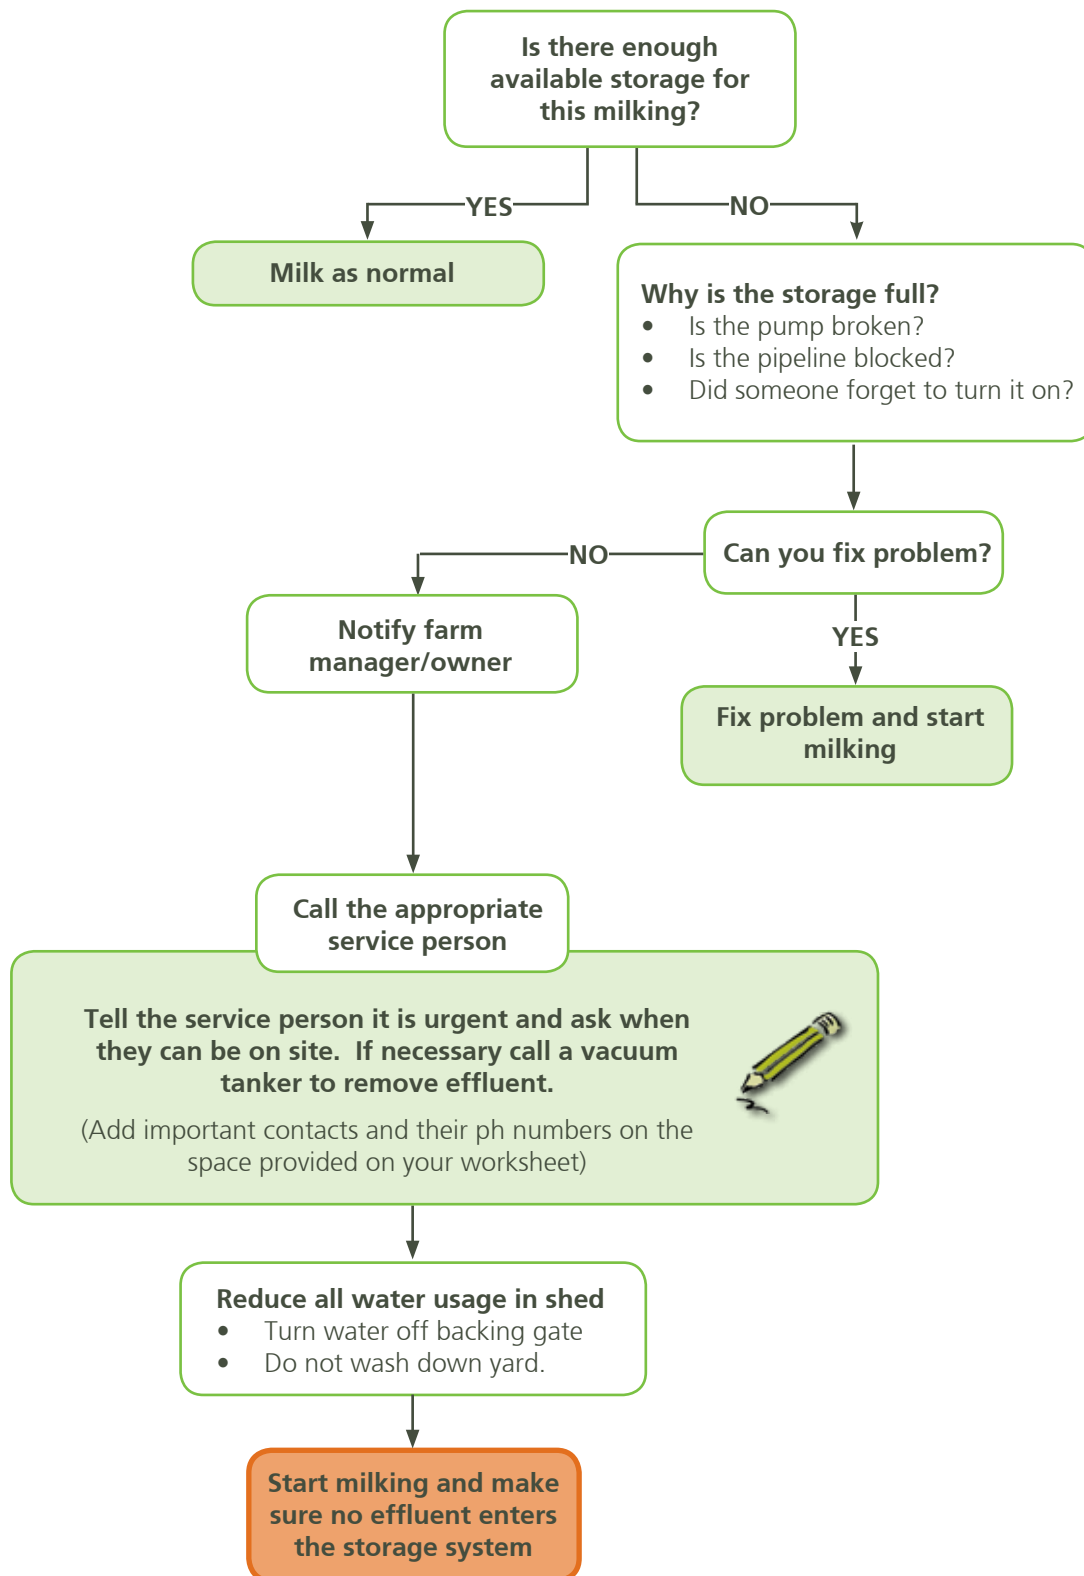 Is there enough
available storage for
this milking?
YES
NO
Milk as normal
Why is the storage full?
• Is the pump broken?
• Is the pipeline blocked?
• Did someone forget to turn it on?
Can you fix problem?
NO
YES
Notify farm
manager/owner
Fix problem and start
milking
Call the appropriate
service person
Tell the service person it is urgent and ask when
they can be on site.  If necessary call a vacuum
tanker to remove effluent.
(Add important contacts and their ph numbers on the
space provided on your worksheet)
Reduce all water usage in shed
• Turn water off backing gate
• Do not wash down yard.
Start milking and make
sure no effluent enters
the storage system